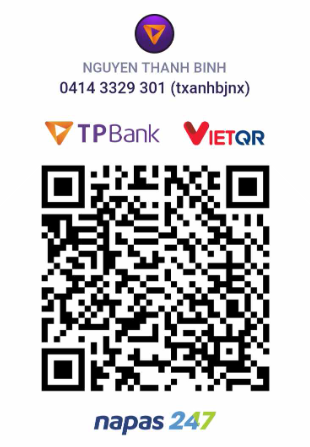 NGUYEN THANH BINH
0414 3329 301 (txanhbjnx)
TPBank VIETQR
napas 247